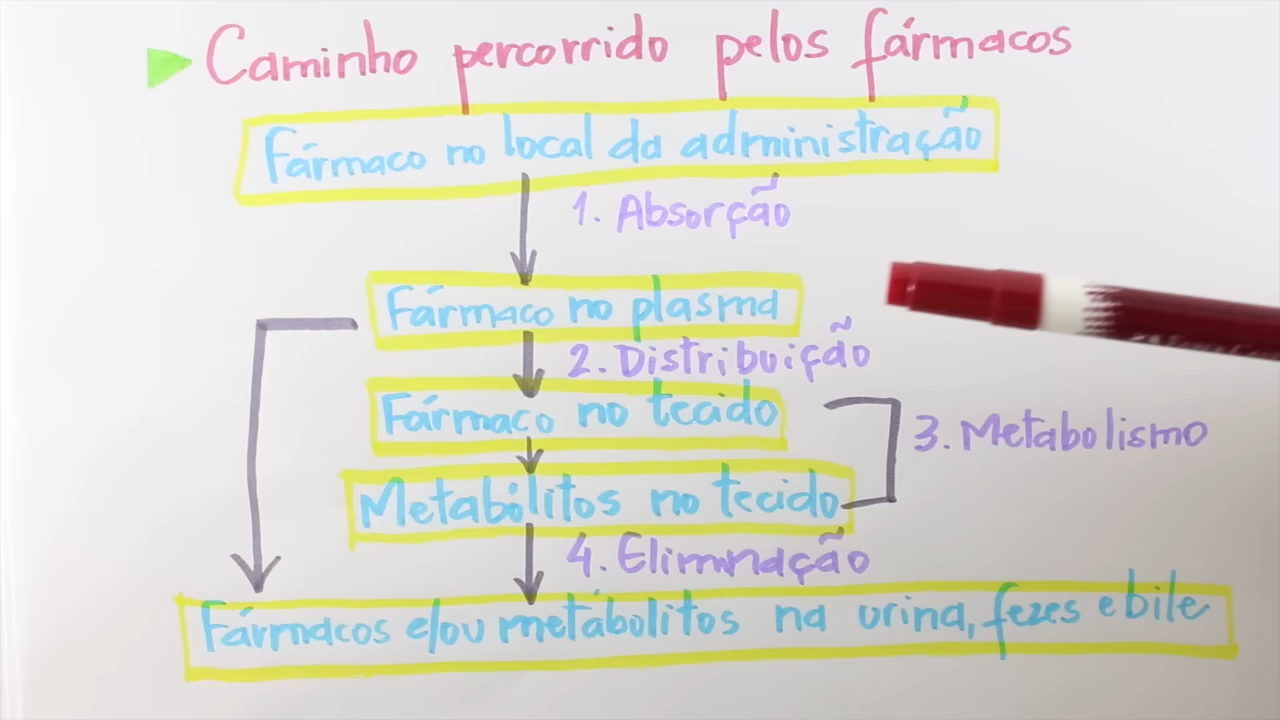 Caminho percorrido pelos fármacos
Fármaco no local da administração
1. Absorção
Fármaco no plasma
2. Distribuição
Fármaco no tecido
3. Metabolismo
Metabólitos no tecido
4. Eliminação
Fármacos e/ou metábolitos na urina, fezes e bile